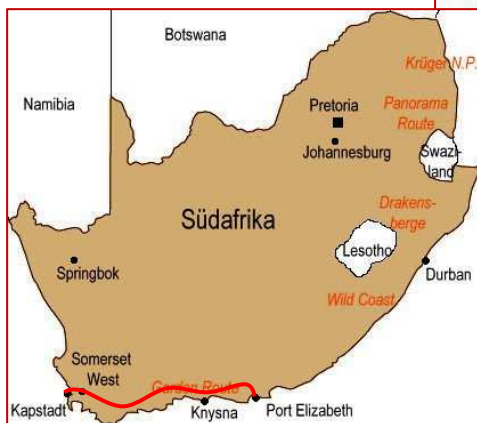 Botswana
Krüger N.P.
Namibia
Pretoria
Panorama
Route
Johannesburg
Swazi-
land
Südafrika
Drakens-
berge
Lesotho
Springbok
Durban
Wild Coast
Somerset
West
Garden Route
Kapstadt
Knysna
Port Elizabeth